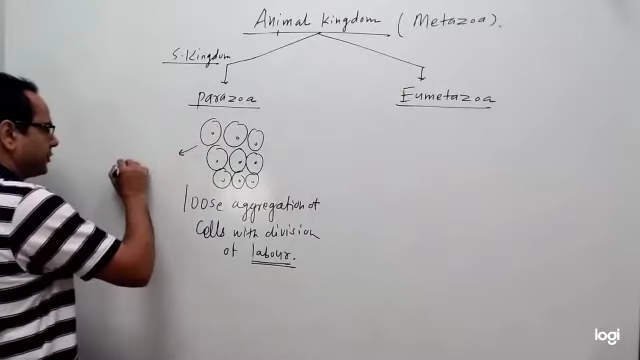 Animal kingdom (Metazoa).
S.Kingdom
Parazoa
Eumetazoa
loose aggregation of
Cells with division
of labour.
logi